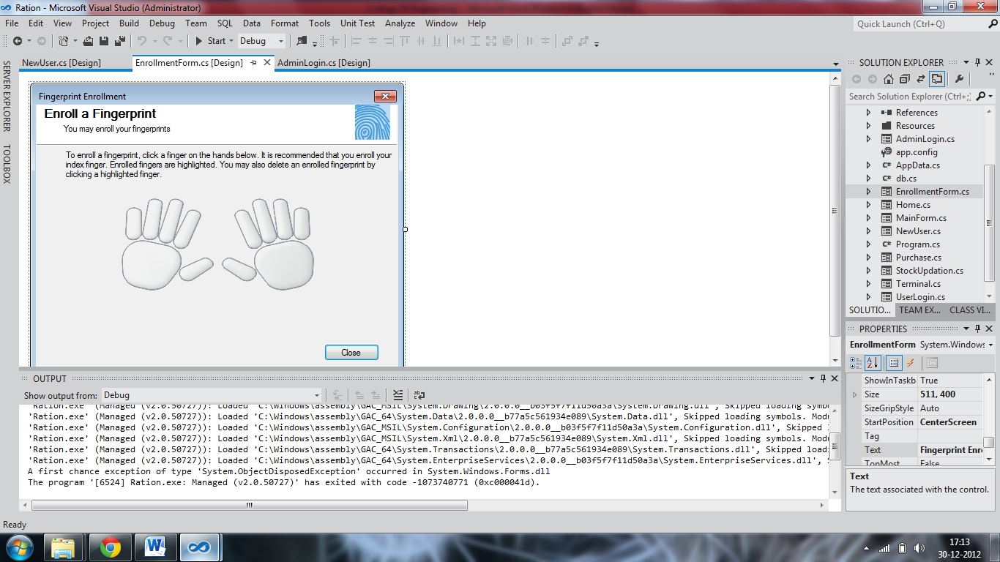 Ration - Microsoft Visual Studio (Administrator)
File Edit View Project Build Debug Team SQL Data Format Tools Unit Test Analyze Window Help
Quick Launch (Ctrl+Q)
Start Debug
NewUser.cs [Design] EnrollmentForm.cs [Design] AdminLogin.cs [Design]
SERVER EXPLORER
TOOLBOX
Fingerprint Enrollment
Enroll a Fingerprint
You may enroll your fingerprints
To enroll a fingerprint, click a finger on the hands below. It is recommended that you enroll your
index finger. Enrolled fingers are highlighted. You may also delete an enrolled fingerprint by
clicking a highlighted finger.
Close
SOLUTION EXPLORER
Search Solution Explorer (Ctrl+;)
References
Resources
AdminLogin.cs
app.config
C# AppData.cs
C# db.cs
EnrollmentForm.cs
Home.cs
MainForm.cs
NewUser.cs
C# Program.cs
Purchase.cs
StockUpdation.cs
Terminal.cs
UserLogin.cs
SOLUTIO... TEAM EX... CLASS VI...
PROPERTIES
EnrollmentForm System.Windows
ShowInTaskb True
Size 511, 400
SizeGripStyle Auto
StartPosition CenterScreen
Tag
Text Fingerprint Enr
TopMost False
Text
The text associated with the control.
OUTPUT
Show output from: Debug
'Ration.exe' (Managed (v2.0.50727)): Loaded 'C:\Windows\assembly\GAC_MSIL\System.Drawing\2.0.0.0__b03f5f7f11d50a3a\System.Drawing.dll', Skipped loading symb
'Ration.exe' (Managed (v2.0.50727)): Loaded 'C:\Windows\assembly\GAC_64\System.Data\2.0.0.0__b77a5c561934e089\System.Data.dll', Skipped loading symbols. Modu
'Ration.exe' (Managed (v2.0.50727)): Loaded 'C:\Windows\assembly\GAC_MSIL\System.Configuration\2.0.0.0__b03f5f7f11d50a3a\System.Configuration.dll', Skipped
'Ration.exe' (Managed (v2.0.50727)): Loaded 'C:\Windows\assembly\GAC_MSIL\System.Xml\2.0.0.0__b77a5c561934e089\System.Xml.dll', Skipped loading symbols. Modu
'Ration.exe' (Managed (v2.0.50727)): Loaded 'C:\Windows\assembly\GAC_64\System.Transactions\2.0.0.0__b77a5c561934e089\System.Transactions.dll', Skipped loadi
'Ration.exe' (Managed (v2.0.50727)): Loaded 'C:\Windows\assembly\GAC_64\System.EnterpriseServices\2.0.0.0__b03f5f7f11d50a3a\System.EnterpriseServices.dll',
A first chance exception of type 'System.ObjectDisposedException' occurred in System.Windows.Forms.dll
The program '[6524] Ration.exe: Managed (v2.0.50727)' has exited with code -1073740771 (0xc000041d).
Ready
17:13
30-12-2012